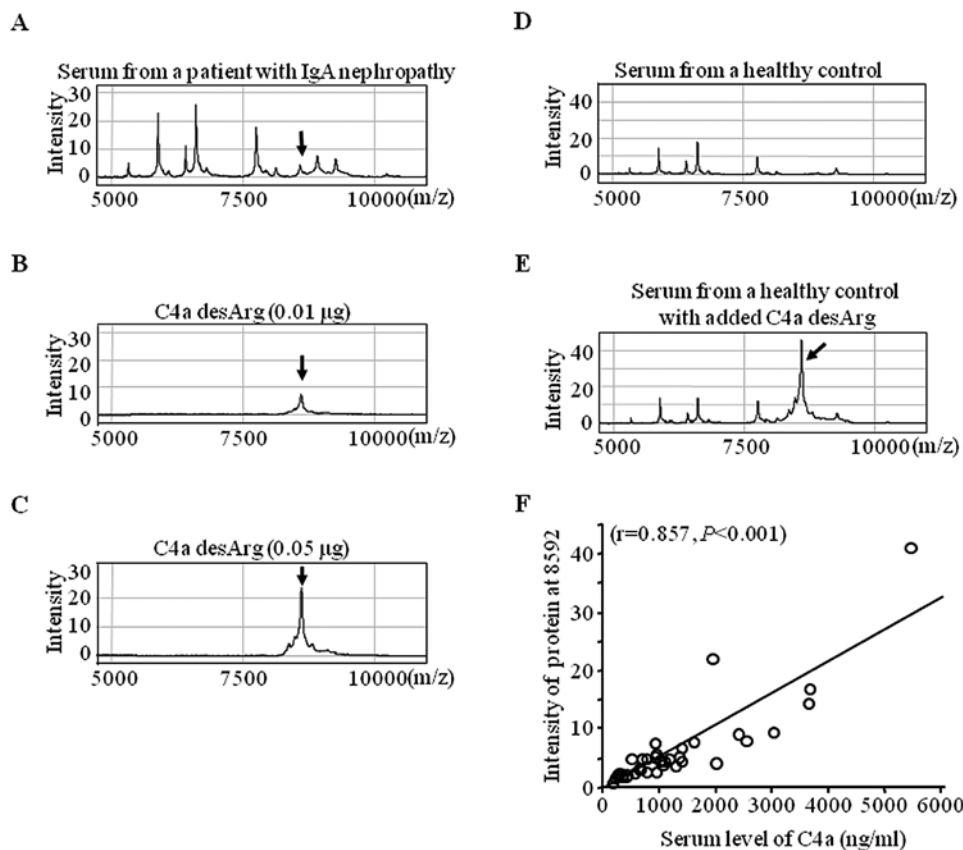 A
Serum from a patient with IgA nephropathy
Intensity
30
20
10
0
5000 7500 10000 (m/z)
B
C4a desArg (0.01 µg)
Intensity
30
20
10
0
5000 7500 10000 (m/z)
C
C4a desArg (0.05 µg)
Intensity
30
20
10
0
5000 7500 10000 (m/z)
D
Serum from a healthy control
Intensity
40
20
0
5000 7500 10000 (m/z)
E
Serum from a healthy control
with added C4a desArg
Intensity
40
20
0
5000 7500 10000 (m/z)
F
(r=0.857, P<0.001)
Intensity of protein at 8592
40
30
20
10
0
0 1000 2000 3000 4000 5000 6000
Serum level of C4a (ng/ml)